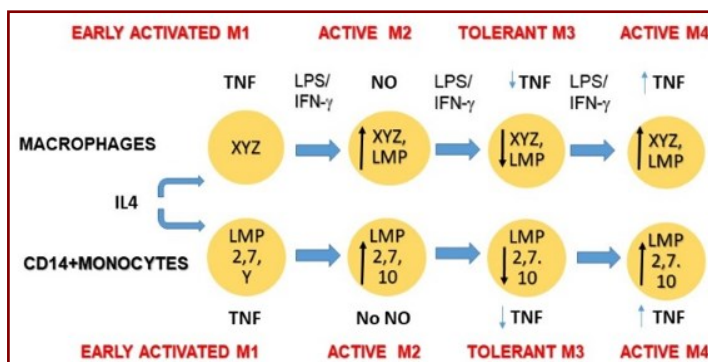 EARLY ACTIVATED M1 ACTIVE M2 TOLERANT M3 ACTIVE M4
TNF LPS/ IFN-γ NO LPS/ IFN-γ ↓TNF LPS/ IFN-γ ↑TNF
MACROPHAGES XYZ ↑XYZ, LMP ↓XYZ, LMP ↑XYZ, LMP
IL4
CD14+MONOCYTES LMP 2,7, Y ↑LMP 2,7, 10 ↓LMP 2,7. 10 ↑LMP 2,7. 10
TNF No NO ↓TNF ↑TNF
EARLY ACTIVATED M1 ACTIVE M2 TOLERANT M3 ACTIVE M4